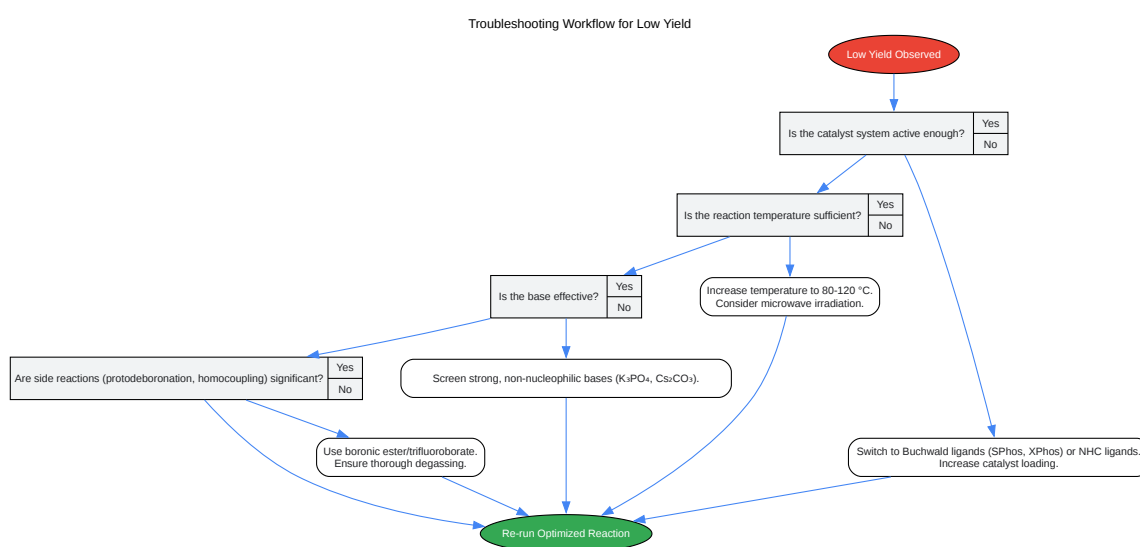 Troubleshooting Workflow for Low Yield
Low Yield Observed
Is the catalyst system active enough?
Yes
No
Is the reaction temperature sufficient?
Yes
No
Is the base effective?
Yes
No
Increase temperature to 80-120 °C.
Consider microwave irradiation.
Are side reactions (protodeboronation, homocoupling) significant?
Yes
No
Screen strong, non-nucleophilic bases (K₃PO₄, Cs₂CO₃).
Use boronic ester/trifluoroborate.
Ensure thorough degassing.
Switch to Buchwald ligands (SPhos, XPhos) or NHC ligands.
Increase catalyst loading.
Re-run Optimized Reaction